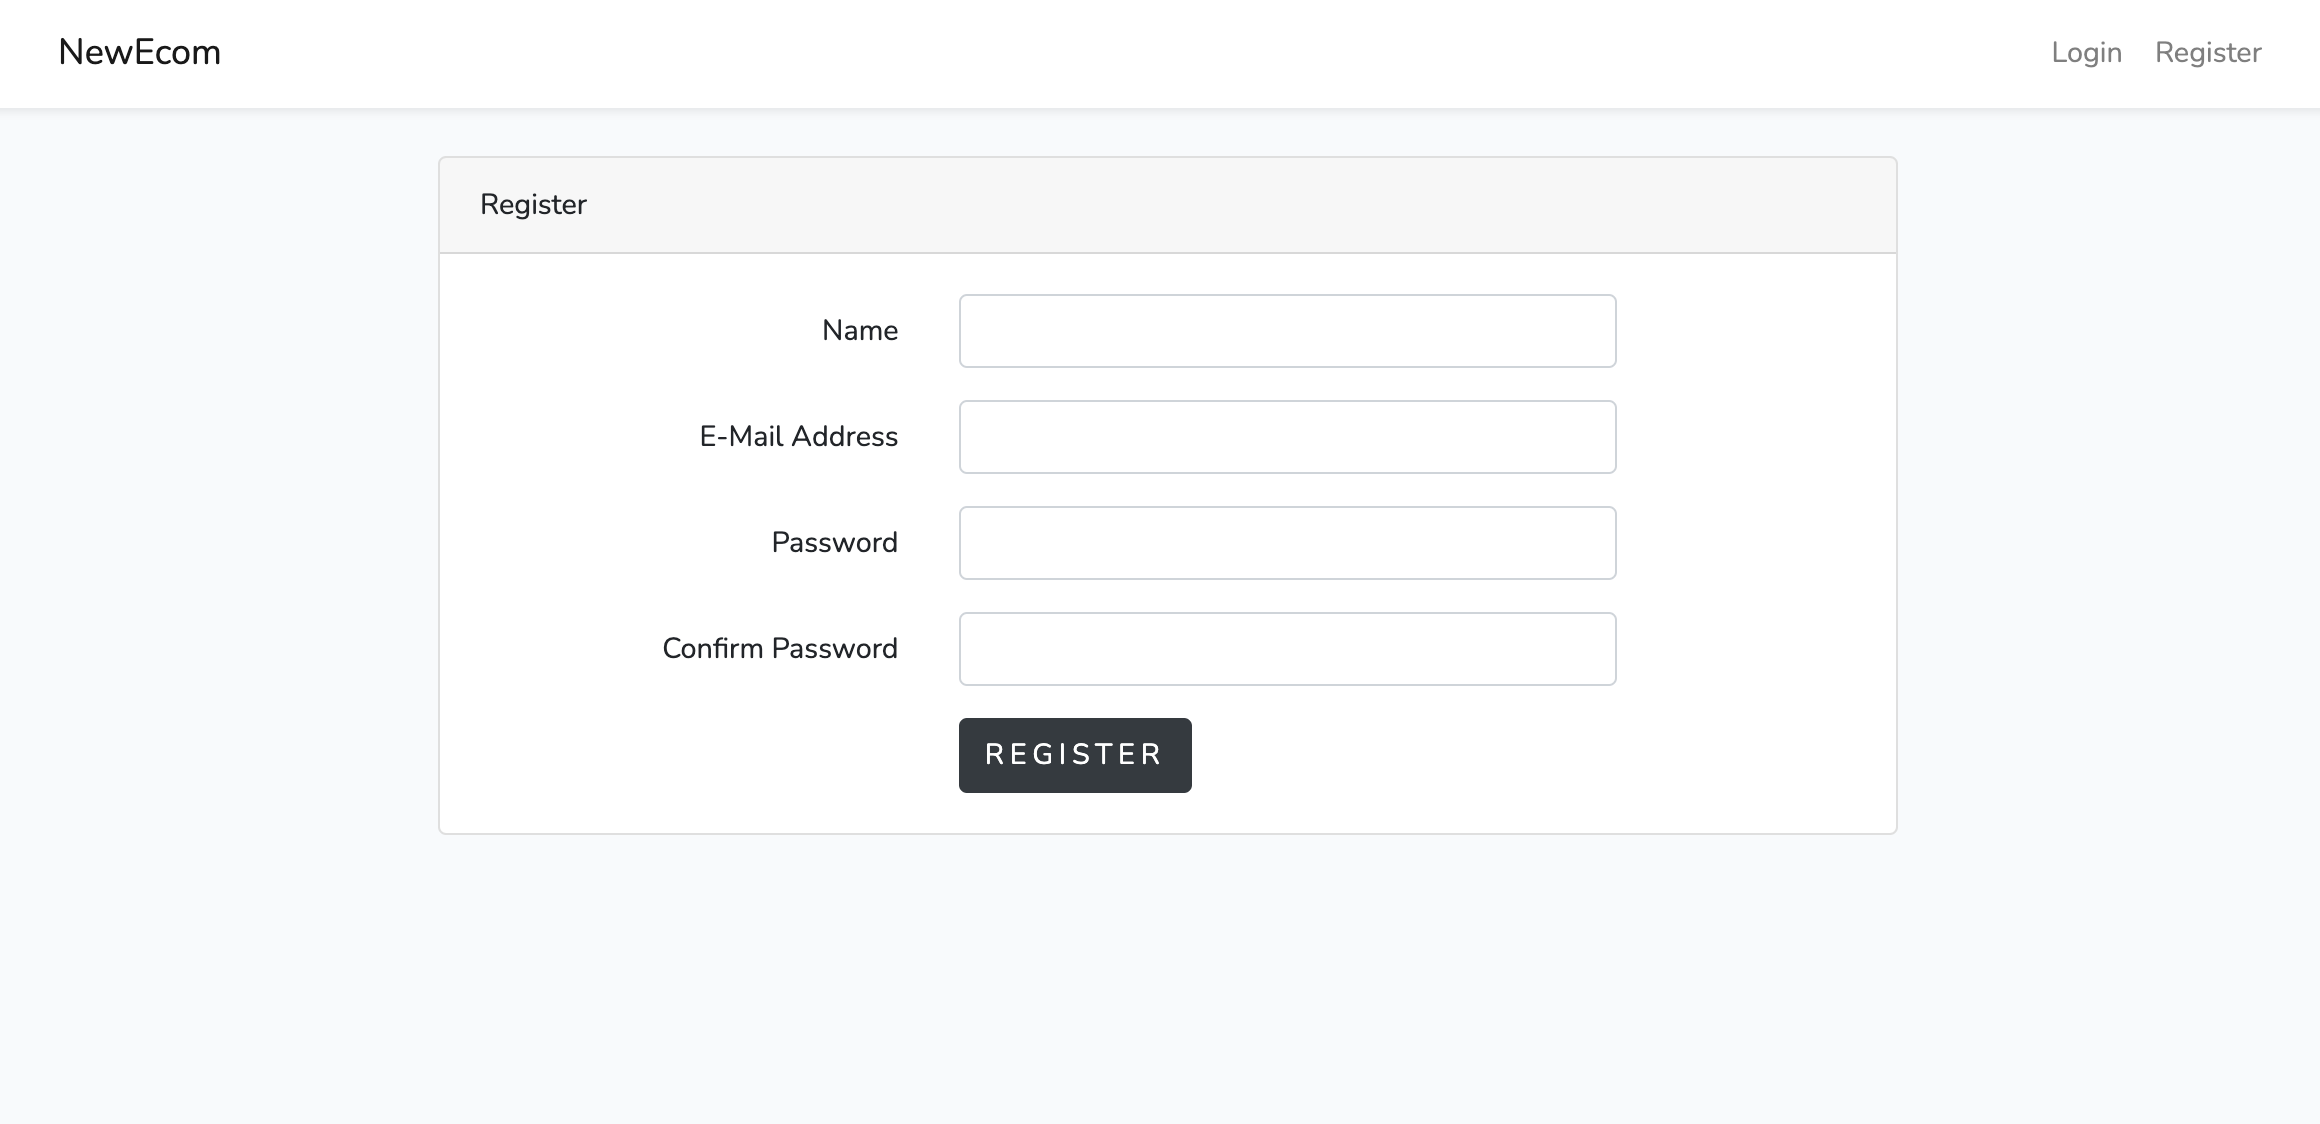 NewEcom
Login Register
Register
Name
E-Mail Address
Password
Confirm Password
REGISTER